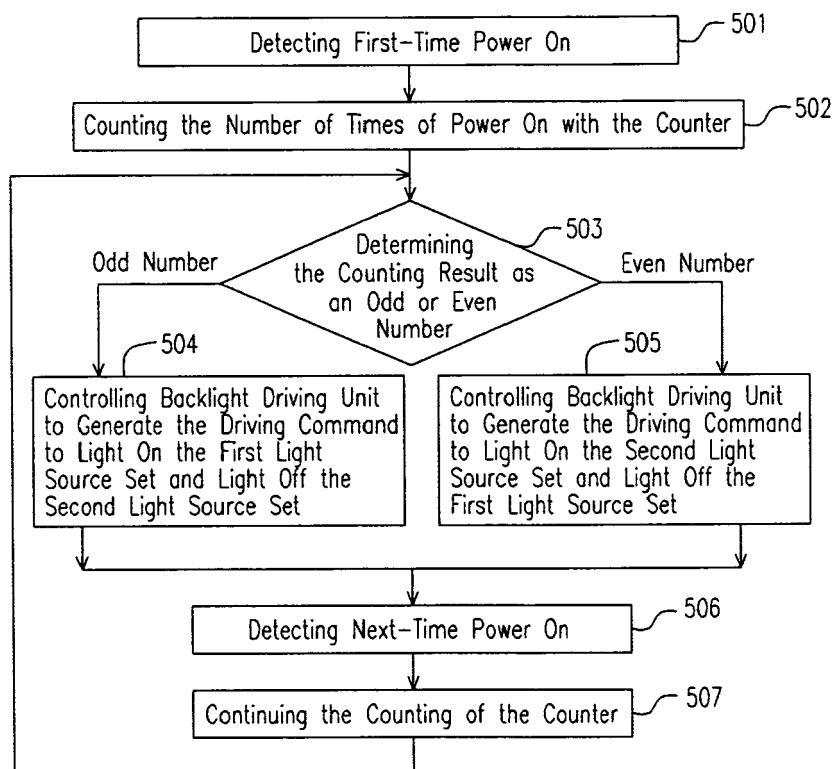 Detecting First-Time Power On
501
Counting the Number of Times of Power On with the Counter
502
Determining
the Counting Result as
an Odd or Even
Number
503
Odd Number
Even Number
504
Controlling Backlight Driving Unit
to Generate the Driving Command
to Light On the First Light
Source Set and Light Off the
Second Light Source Set
505
Controlling Backlight Driving Unit
to Generate the Driving Command
to Light On the Second Light
Source Set and Light Off the
First Light Source Set
Detecting Next-Time Power On
506
Continuing the Counting of the Counter
507